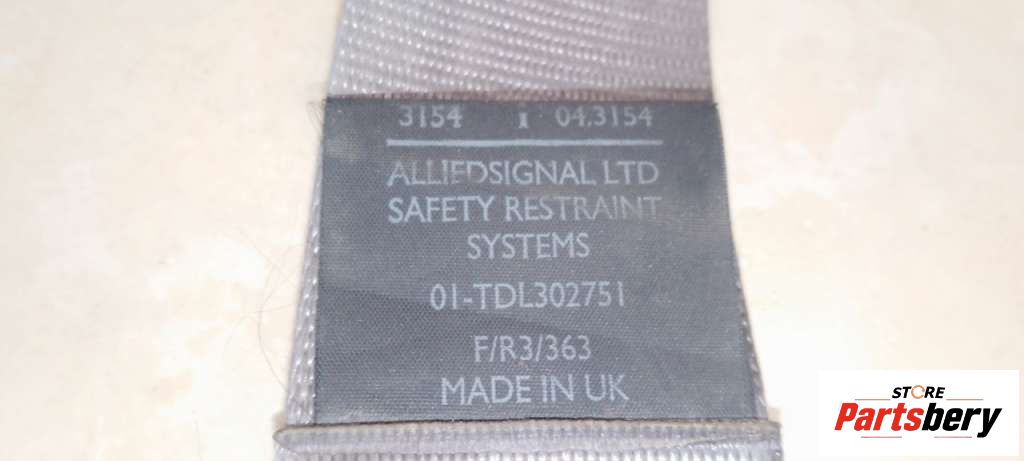 3154 i 04.3154
ALLIEDSIGNAL LTD
SAFETY RESTRAINT
SYSTEMS
01-TDL302751
F/R3/363
MADE IN UK
STORE
Partsbery